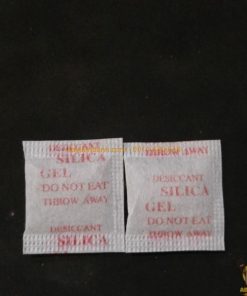 DESICCANT
SILICA
GEL
DO NOT EAT
THROW AWAY
DESICCANT
SILICA
THROW AWAY
DESICCANT
SILICA
GEL
DO NOT EAT
THROW AWAY